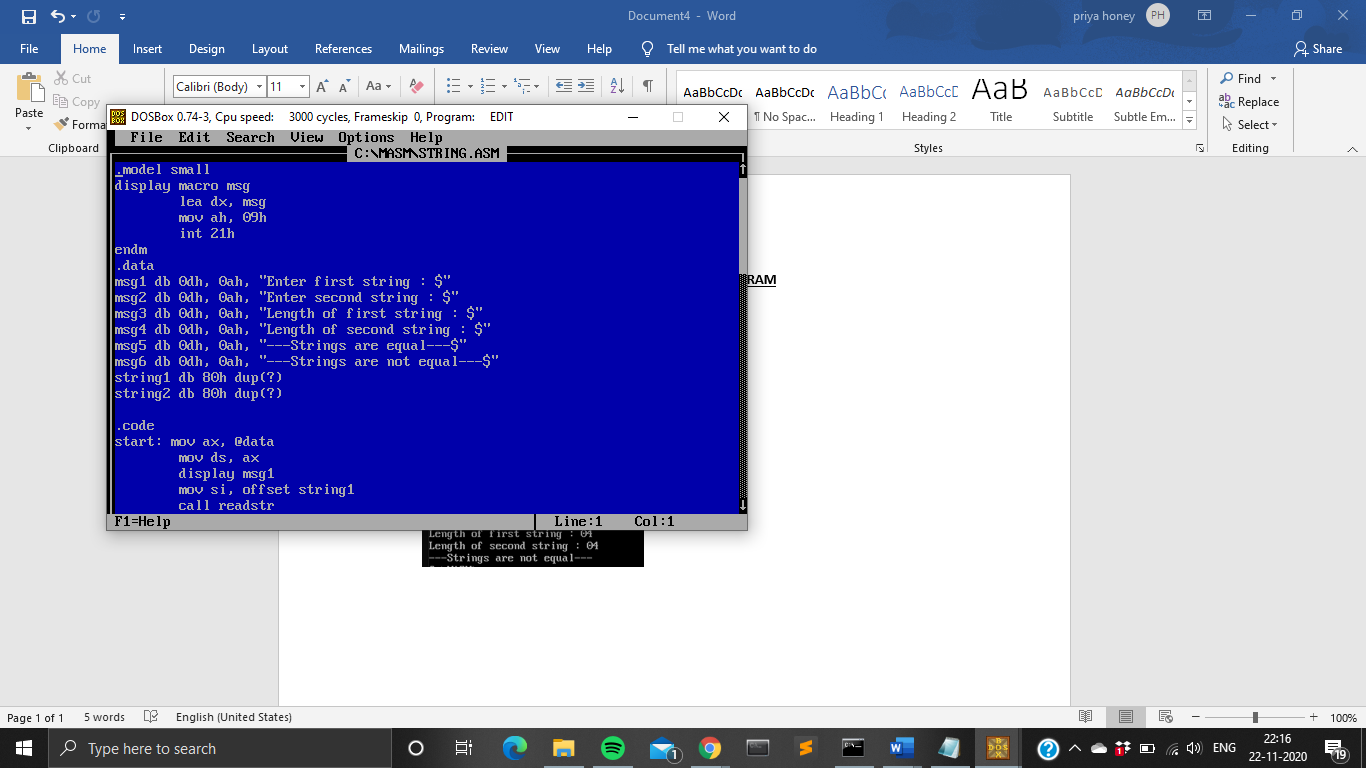 Document4 - Word
priya honey
PH
File
Home
Insert
Design
Layout
References
Mailings
Review
View
Help
Tell me what you want to do
Share
Paste
Cut
Copy
Forma
Clipboard
Calibri (Body)
11
Aa
AaBbCcDc
AaBbCcDc
AaBbCc
AaBbCcD
AaB
AaBbCcD
AaBbCcDc
¶ No Spac...
Heading 1
Heading 2
Title
Subtitle
Subtle Em...
Styles
Find
Replace
Select
Editing
DOSBox 0.74-3, Cpu speed: 3000 cycles, Frameskip 0, Program: EDIT
File Edit Search View Options Help
C:\MASM\STRING.ASM
.model small
display macro msg
lea dx, msg
mov ah, 09h
int 21h
endm
.data
msg1 db 0dh, 0ah, "Enter first string : $"
msg2 db 0dh, 0ah, "Enter second string : $"
msg3 db 0dh, 0ah, "Length of first string : $"
msg4 db 0dh, 0ah, "Length of second string : $"
msg5 db 0dh, 0ah, "---Strings are equal---$"
msg6 db 0dh, 0ah, "---Strings are not equal---$"
string1 db 80h dup(?)
string2 db 80h dup(?)
.code
start: mov ax, @data
mov ds, ax
display msg1
mov si, offset string1
call readstr
F1=Help
Line:1 Col:1
RAM
Length of first string : 04
Length of second string : 04
---Strings are not equal---
Page 1 of 1
5 words
English (United States)
100%
Type here to search
1
ENG
22:16
22-11-2020
19